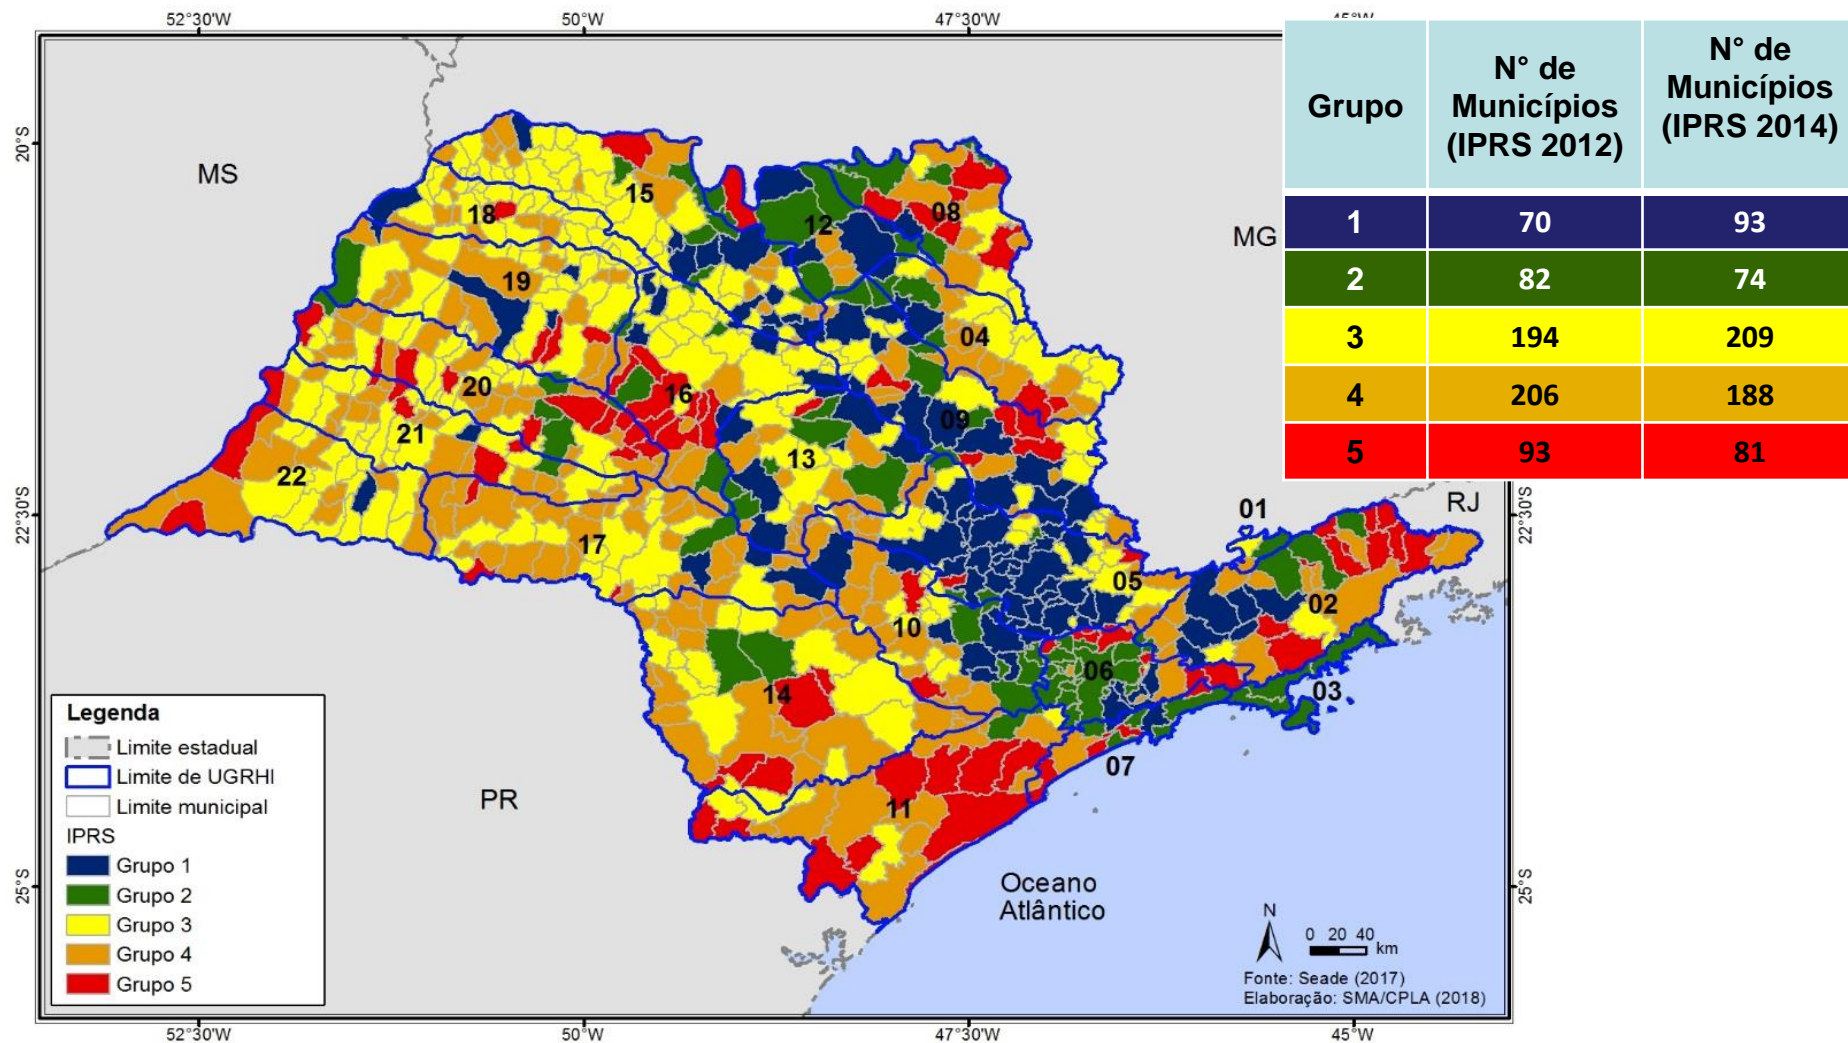 52°30'W
50°W
47°30'W
45°W
20°S
22°30'S
25°S
22°30'S
25°S
52°30'W
50°W
47°30'W
45°W
Grupo
N° de
Municípios
(IPRS 2012)
N° de
Municípios
(IPRS 2014)
1 70 93
2 82 74
3 194 209
4 206 188
5 93 81
MS
MG
RJ
PR
15
18
12
08
19
04
20
16
09
21
13
22
01
17
05
02
10
06
03
14
07
11
Oceano
Atlântico
Legenda
Limite estadual
Limite de UGRHI
Limite municipal
IPRS
Grupo 1
Grupo 2
Grupo 3
Grupo 4
Grupo 5
N
0 20 40
km
Fonte: Seade (2017)
Elaboração: SMA/CPLA (2018)